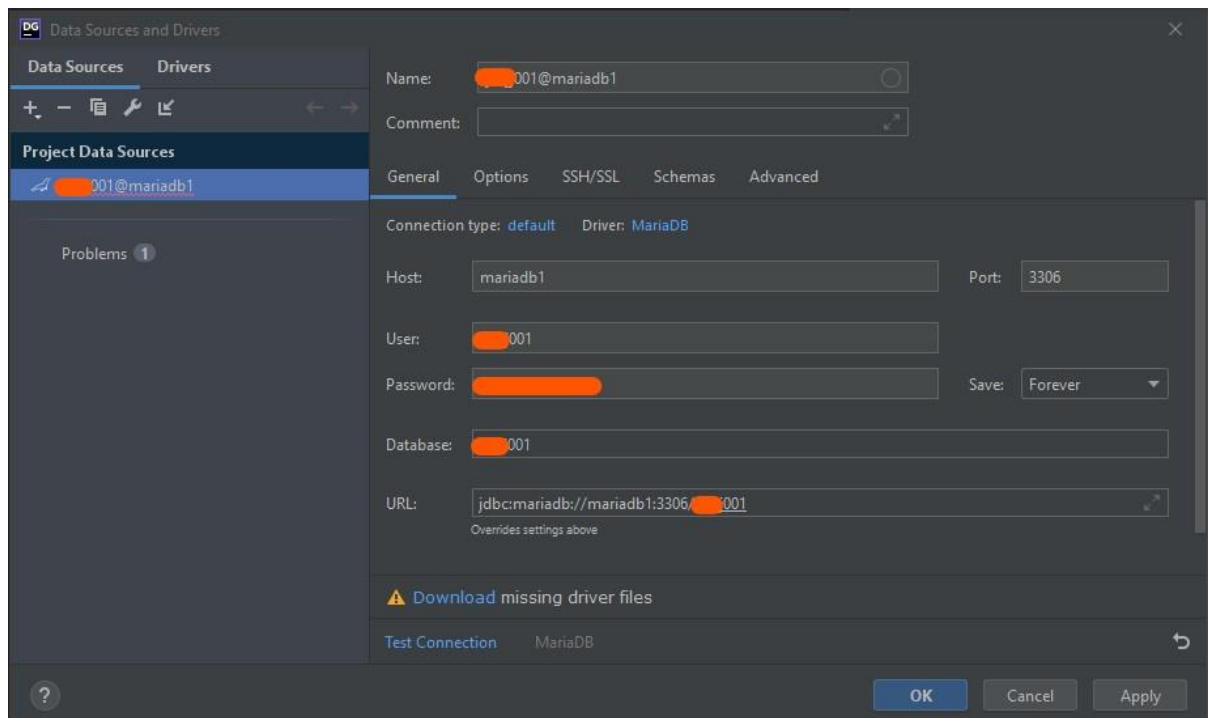 DG Data Sources and Drivers
Data Sources Drivers
Project Data Sources
001@mariadb1
Problems 1
Name: 001@mariadb1
Comment:
General Options SSH/SSL Schemas Advanced
Connection type: default Driver: MariaDB
Host: mariadb1 Port: 3306
User: 001
Password: Save: Forever
Database: 001
URL: jdbc:mariadb://mariadb1:3306/ 001
Overrides settings above
Download missing driver files
Test Connection MariaDB
? OK Cancel Apply